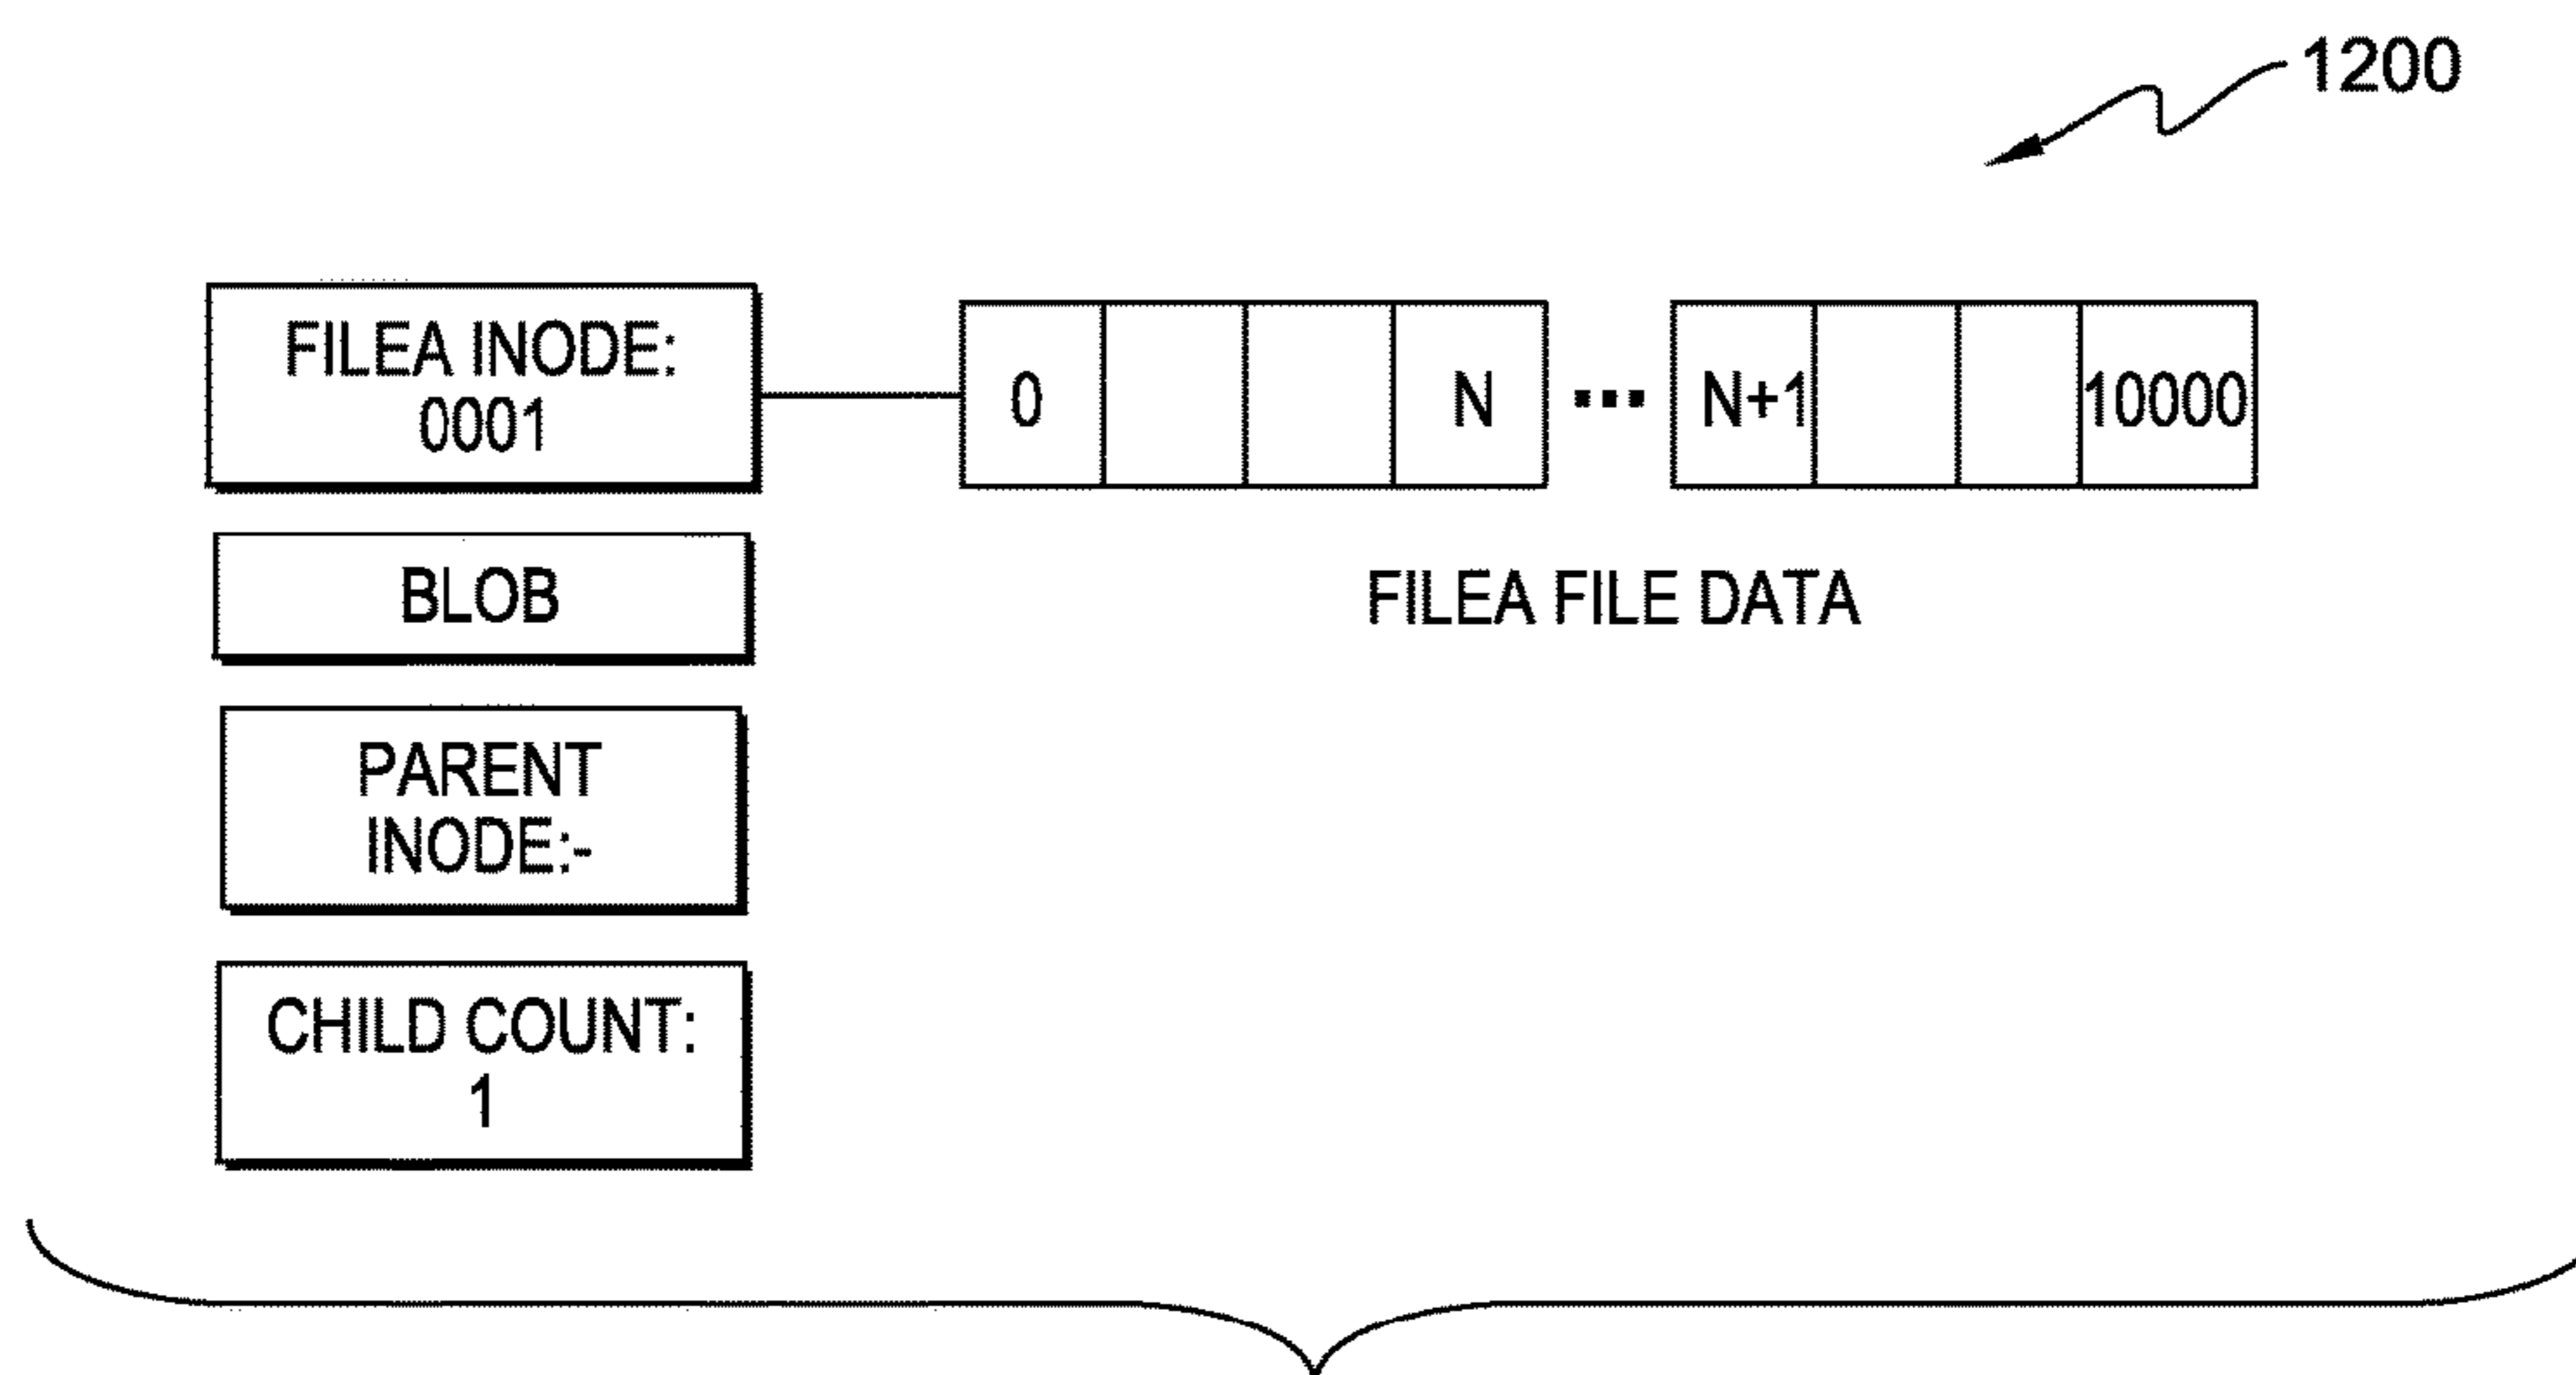 1200
FILEA INODE:
0001
0 N ... N+1 10000
BLOB
FILEA FILE DATA
PARENT
INODE:-
CHILD COUNT:
1